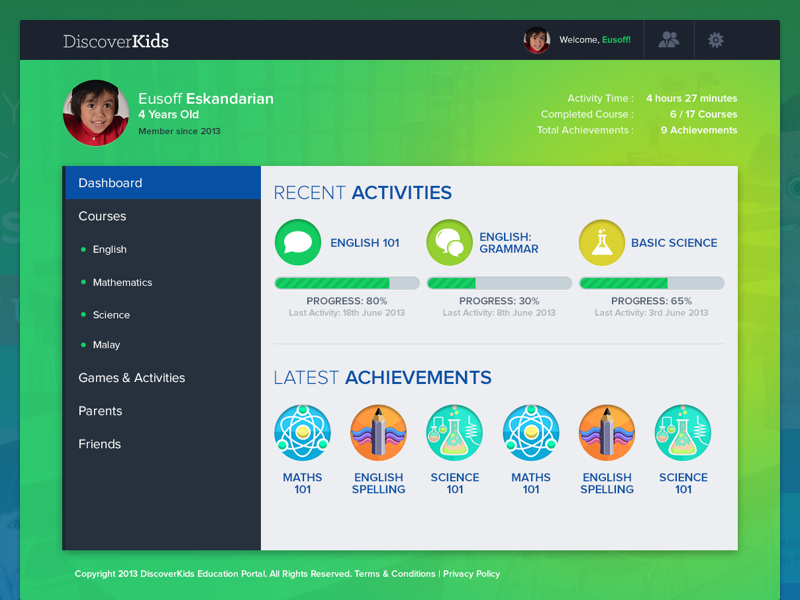 DiscoverKids
Welcome, Eusoff!
Eusoff Eskandarian
4 Years Old
Member since 2013
Activity Time : 4 hours 27 minutes
Completed Course : 6 / 17 Courses
Total Achievements : 9 Achievements
Dashboard
Courses
English
Mathematics
Science
Malay
Games & Activities
Parents
Friends
RECENT ACTIVITIES
ENGLISH 101
PROGRESS: 80%
Last Activity: 18th June 2013
ENGLISH:
GRAMMAR
PROGRESS: 30%
Last Activity: 8th June 2013
BASIC SCIENCE
PROGRESS: 65%
Last Activity: 3rd June 2013
LATEST ACHIEVEMENTS
MATHS
101
ENGLISH
SPELLING
SCIENCE
101
MATHS
101
ENGLISH
SPELLING
SCIENCE
101
Copyright 2013 DiscoverKids Education Portal. All Rights Reserved. Terms & Conditions | Privacy Policy